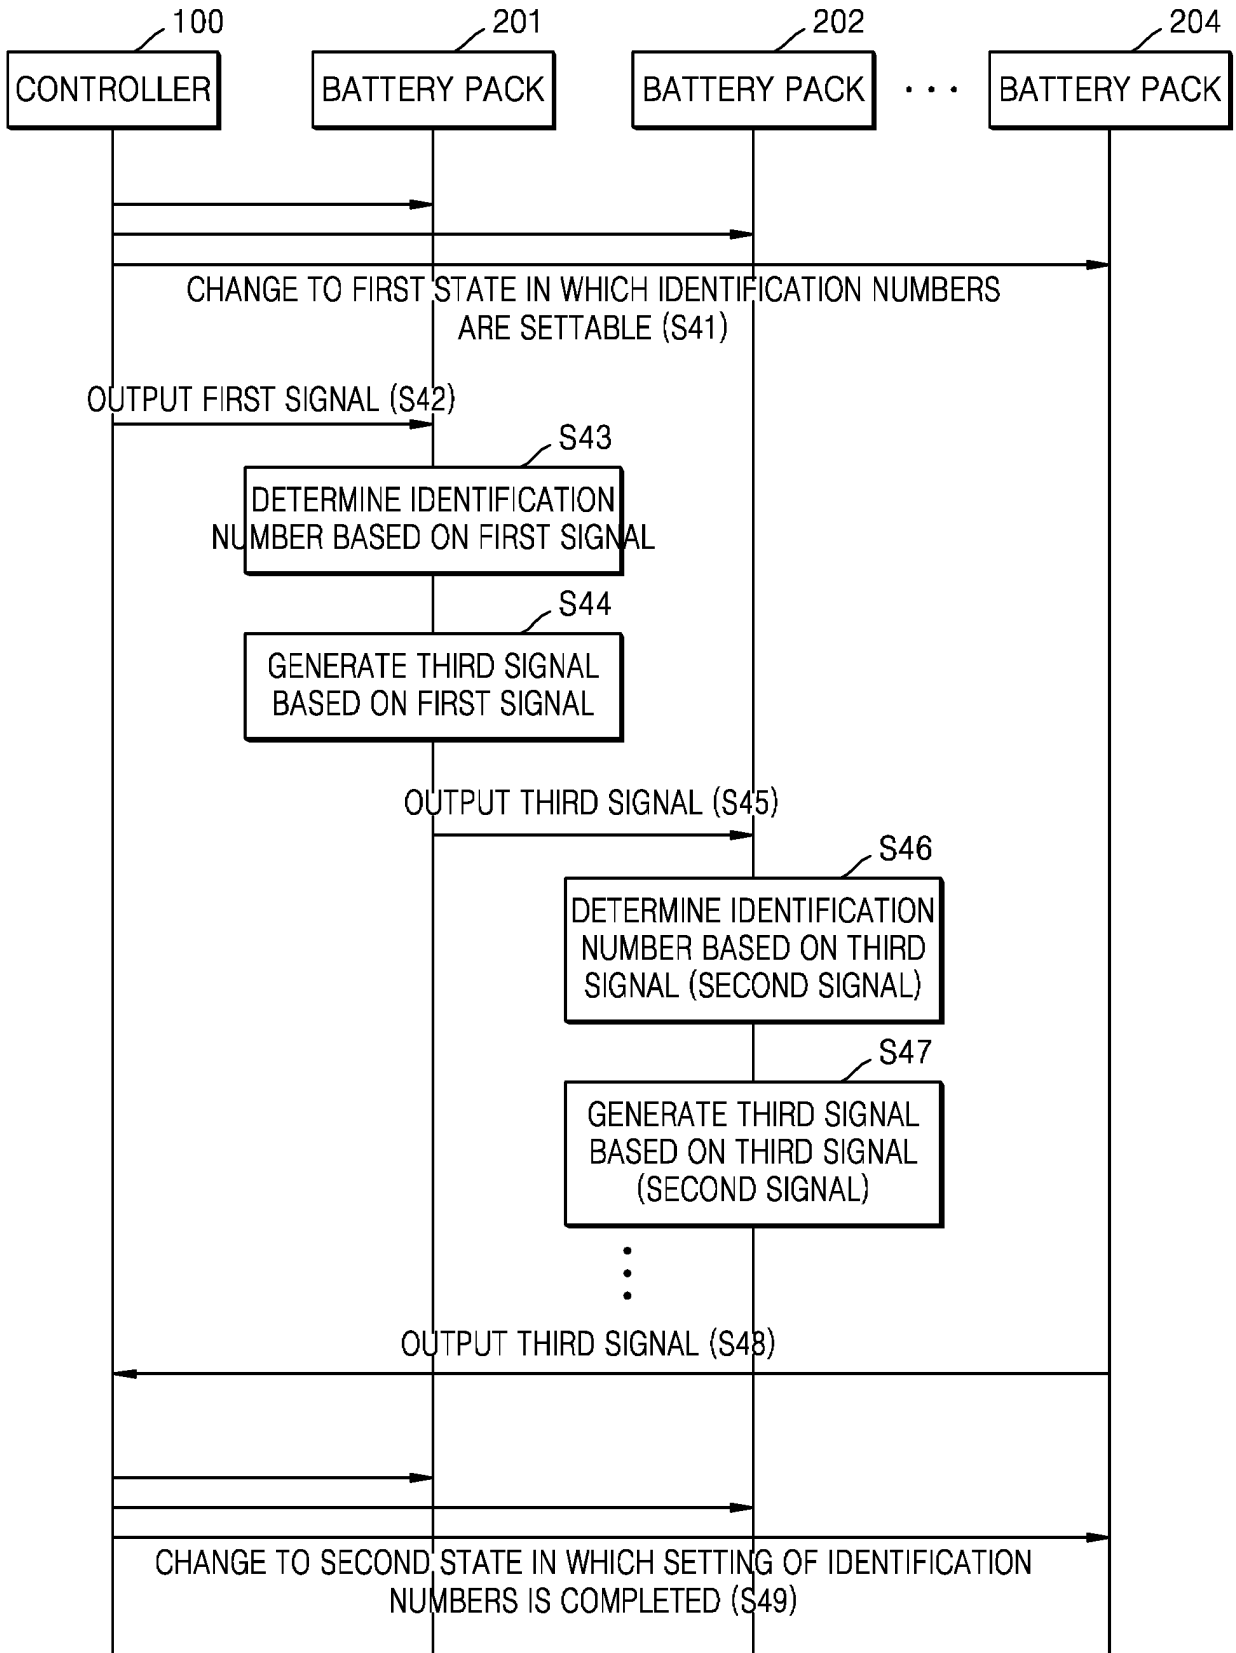 100
201
202
204
CONTROLLER
BATTERY PACK
BATTERY PACK
· · ·
BATTERY PACK
CHANGE TO FIRST STATE IN WHICH IDENTIFICATION NUMBERS
ARE SETTABLE (S41)
OUTPUT FIRST SIGNAL (S42)
S43
DETERMINE IDENTIFICATION
NUMBER BASED ON FIRST SIGNAL
S44
GENERATE THIRD SIGNAL
BASED ON FIRST SIGNAL
OUTPUT THIRD SIGNAL (S45)
S46
DETERMINE IDENTIFICATION
NUMBER BASED ON THIRD
SIGNAL (SECOND SIGNAL)
S47
GENERATE THIRD SIGNAL
BASED ON THIRD SIGNAL
(SECOND SIGNAL)
OUTPUT THIRD SIGNAL (S48)
CHANGE TO SECOND STATE IN WHICH SETTING OF IDENTIFICATION
NUMBERS IS COMPLETED (S49)